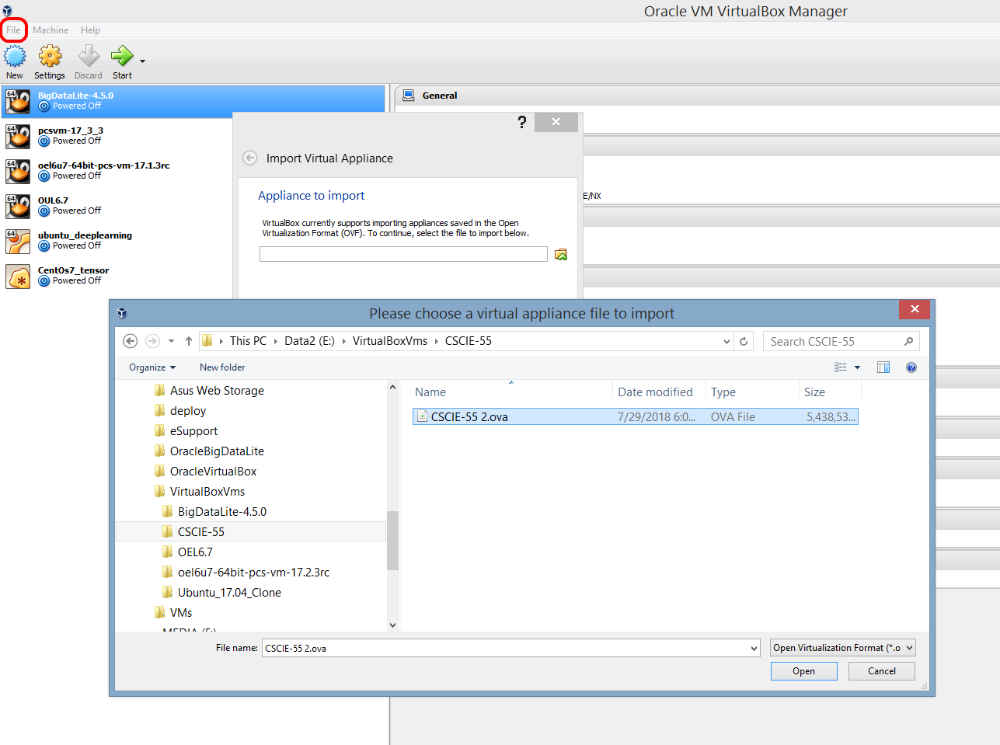 Oracle VM VirtualBox Manager
File Machine Help
New Settings Discard Start
64 BigDataLite-4.5.0
Powered Off
General
64 pcsvm-17_3_3
Powered Off
64 oel6u7-64bit-pcs-vm-17.1.3rc
Powered Off
64 OUL6.7
Powered Off
64 ubuntu_deeplearning
Powered Off
CentOs7_tensor
Powered Off
E/NX
?
Import Virtual Appliance
Appliance to import
VirtualBox currently supports importing appliances saved in the Open
Virtualization Format (OVF). To continue, select the file to import below.
Please choose a virtual appliance file to import
This PC Data2 (E:) VirtualBoxVms CSCIE-55
Search CSCIE-55
Organize New folder
?
Asus Web Storage
deploy
eSupport
OracleBigDataLite
OracleVirtualBox
VirtualBoxVms
BigDataLite-4.5.0
CSCIE-55
OEL6.7
oel6u7-64bit-pcs-vm-17.2.3rc
Ubuntu_17.04_Clone
VMs
Name Date modified Type Size
CSCIE-55 2.ova 7/29/2018 6:0... OVA File 5,438,53...
File name: CSCIE-55 2.ova Open Virtualization Format (*.o
Open Cancel